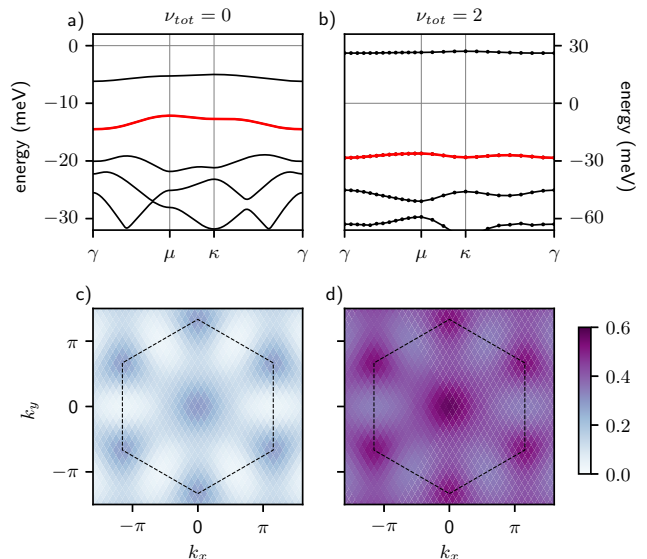 a) ν_tot = 0
b) ν_tot = 2
energy (meV)
0
−10
−20
−30
γ μ κ γ
30
0
−30
−60
energy (meV)
γ μ κ γ
c)
π
0
−π
k_y
−π 0 π
k_x
d)
−π 0 π
k_x
0.6
0.4
0.2
0.0